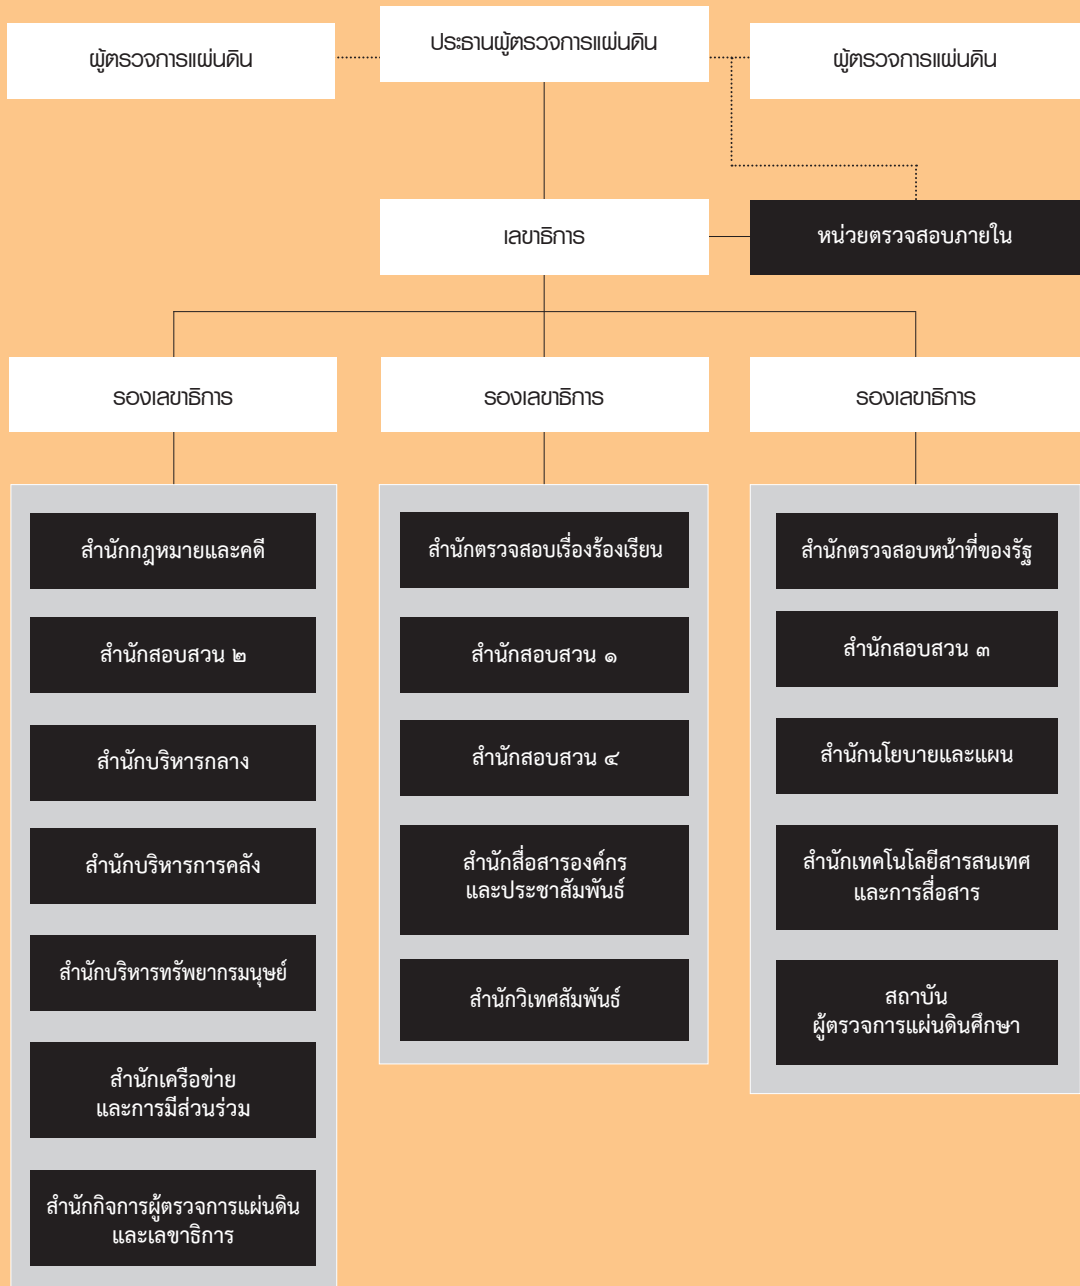 ผู้ตรวจการแผ่นดิน
ประธานผู้ตรวจการแผ่นดิน
ผู้ตรวจการแผ่นดิน
เลขาธิการ
หน่วยตรวจสอบภายใน
รองเลขาธิการ
รองเลขาธิการ
รองเลขาธิการ
สำนักกฎหมายและคดี
สำนักสอบสวน ๒
สำนักบริหารกลาง
สำนักบริหารการคลัง
สำนักบริหารทรัพยากรมนุษย์
สำนักเครือข่าย
และการมีส่วนร่วม
สำนักกิจการผู้ตรวจการแผ่นดิน
และเลขาธิการ
สำนักตรวจสอบเรื่องร้องเรียน
สำนักสอบสวน ๑
สำนักสอบสวน ๔
สำนักสื่อสารองค์กร
และประชาสัมพันธ์
สำนักวิเทศสัมพันธ์
สำนักตรวจสอบหน้าที่ของรัฐ
สำนักสอบสวน ๓
สำนักนโยบายและแผน
สำนักเทคโนโลยีสารสนเทศ
และการสื่อสาร
สถาบัน
ผู้ตรวจการแผ่นดินศึกษา